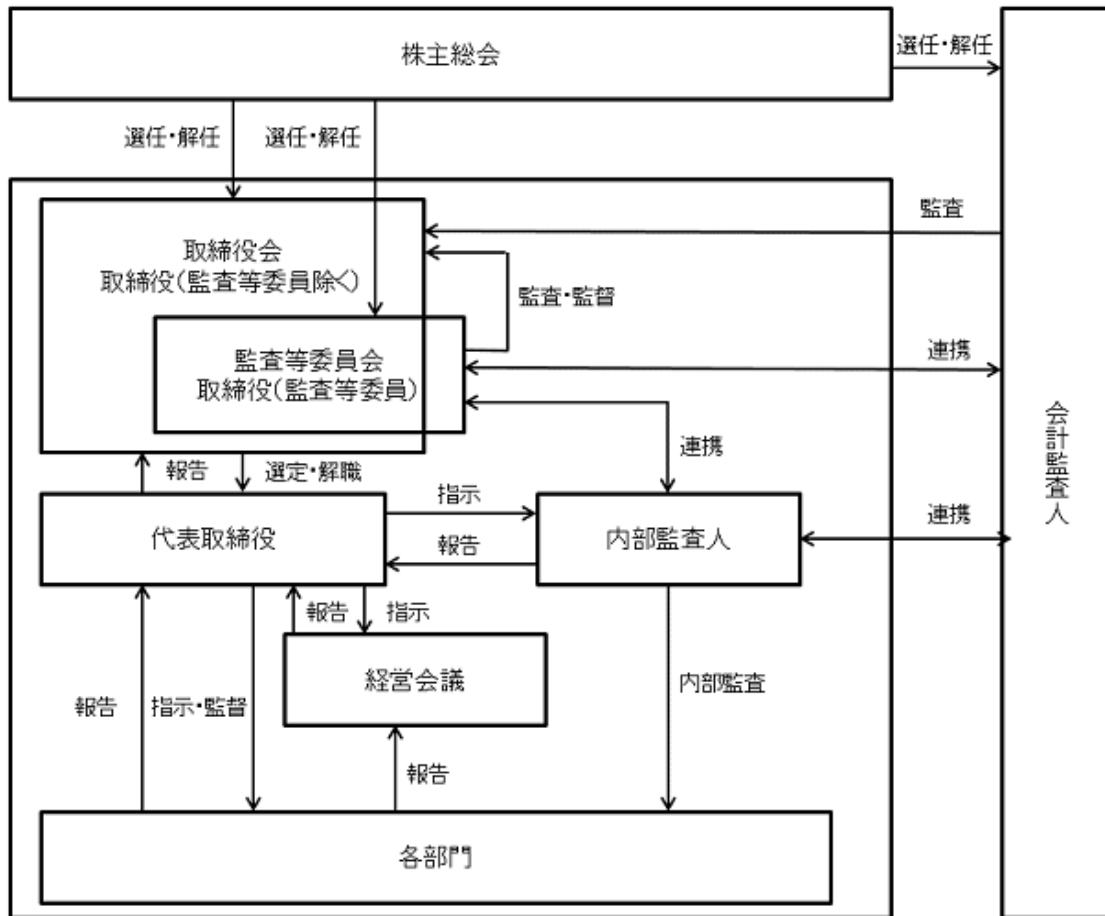 株主総会
選任・解任
選任・解任
選任・解任
監査
取締役会
取締役(監査等委員除く)
監査・監督
監査等委員会
取締役(監査等委員)
連携
連携
会計監査人
報告
選定・解職
代表取締役
指示
報告
内部監査人
連携
報告
指示
経営会議
報告
指示・監督
内部監査
報告
各部門